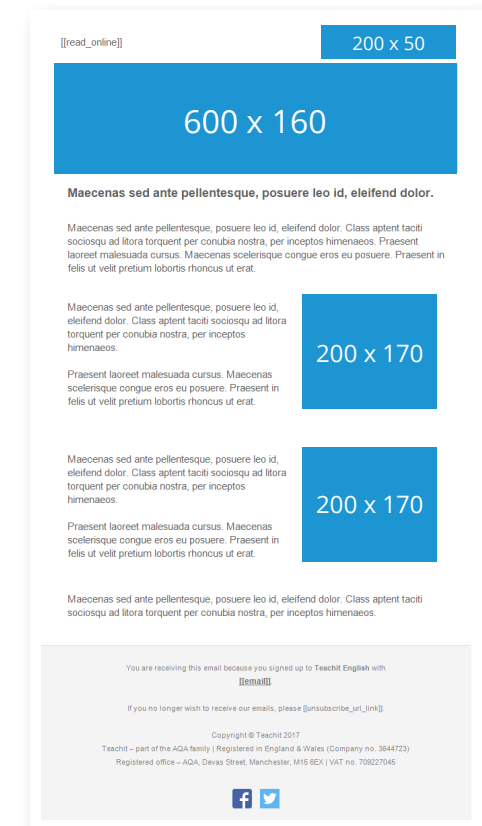 [[read_online]]
200 x 50
600 x 160
Maecenas sed ante pellentesque, posuere leo id, eleifend dolor.
Maecenas sed ante pellentesque, posuere leo id, eleifend dolor. Class aptent taciti
sociosqu ad litora torquent per conubia nostra, per inceptos himenaeos. Praesent
laoreet malesuada cursus. Maecenas scelerisque congue eros eu posuere. Praesent in
felis ut velit pretium lobortis rhoncus ut erat.
Maecenas sed ante pellentesque, posuere leo id,
eleifend dolor. Class aptent taciti sociosqu ad litora
torquent per conubia nostra, per inceptos
himenaeos.
Praesent laoreet malesuada cursus. Maecenas
scelerisque congue eros eu posuere. Praesent in
felis ut velit pretium lobortis rhoncus ut erat.
200 x 170
Maecenas sed ante pellentesque, posuere leo id,
eleifend dolor. Class aptent taciti sociosqu ad litora
torquent per conubia nostra, per inceptos
himenaeos.
Praesent laoreet malesuada cursus. Maecenas
scelerisque congue eros eu posuere. Praesent in
felis ut velit pretium lobortis rhoncus ut erat.
200 x 170
Maecenas sed ante pellentesque, posuere leo id, eleifend dolor. Class aptent taciti
sociosqu ad litora torquent per conubia nostra, per inceptos himenaeos.
You are receiving this email because you signed up to Teachit English with
[[email]].
If you no longer wish to receive our emails, please [[unsubscribe_url_link]].
Copyright © Teachit 2017
Teachit – part of the AQA family | Registered in England & Wales (Company no. 3644723)
Registered office – AQA, Devas Street, Manchester, M15 6EX | VAT no. 709227045